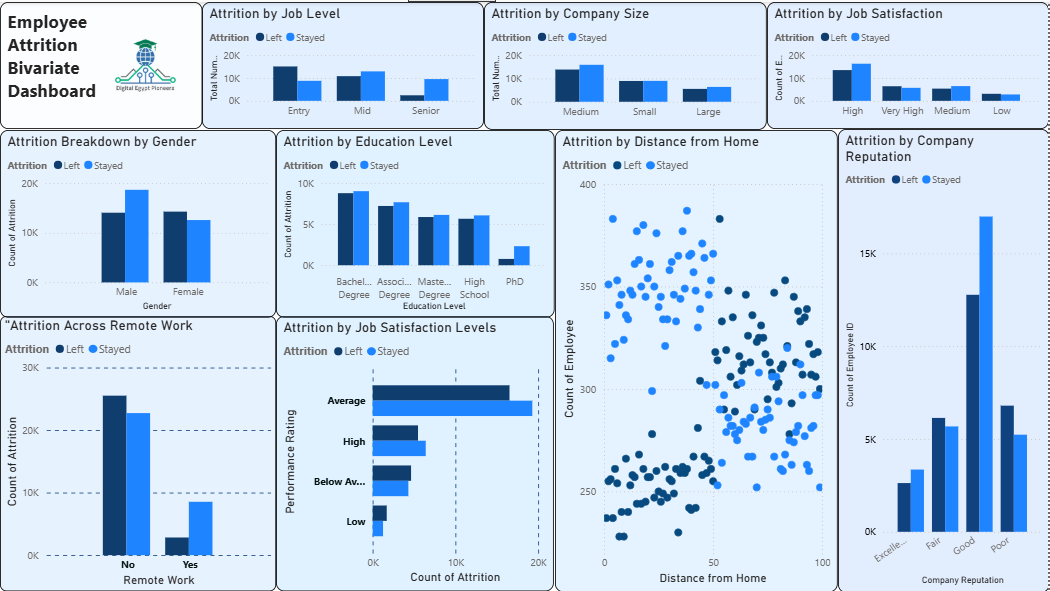 Employee
Attrition
Bivariate
Dashboard
Digital Egypt Pioneers
Attrition by Job Level
Attrition Left Stayed
Total Num...
20K
10K
0K
Entry Mid Senior
Attrition by Company Size
Attrition Left Stayed
Total Num...
20K
10K
0K
Medium Small Large
Attrition by Job Satisfaction
Attrition Left Stayed
Count of E...
20K
10K
0K
High Very High Medium Low
Attrition Breakdown by Gender
Attrition Left Stayed
Count of Attrition
20K
10K
0K
Male Female
Gender
Attrition by Education Level
Attrition Left Stayed
Count of Attrition
10K
5K
0K
Bachel... Associ... Maste... High PhD
Degree Degree Degree School
Education Level
Attrition by Distance from Home
Attrition Left Stayed
Count of Employee
400
350
300
250
0 50 100
Distance from Home
Attrition by Company
Reputation
Attrition Left Stayed
Count of Employee ID
15K
10K
5K
0K
Excelle... Fair Good Poor
Company Reputation
"Attrition Across Remote Work
Attrition Left Stayed
Count of Attrition
30K
20K
10K
0K
No Yes
Remote Work
Attrition by Job Satisfaction Levels
Attrition Left Stayed
Performance Rating
Average
High
Below Av...
Low
0K 10K 20K
Count of Attrition